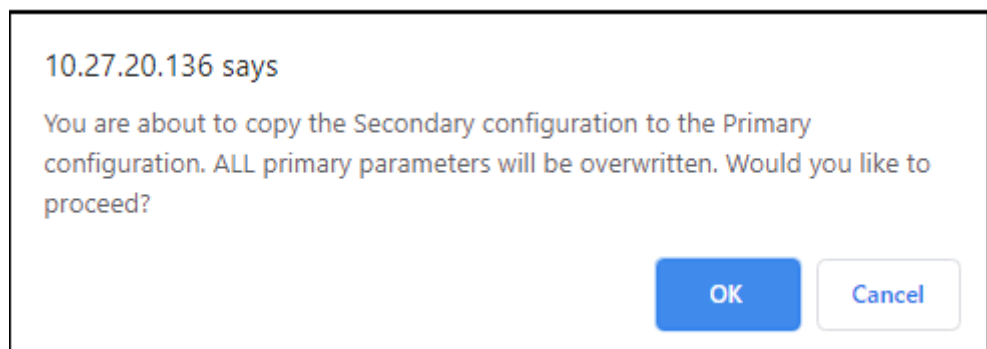 10.27.20.136 says
You are about to copy the Secondary configuration to the Primary
configuration. ALL primary parameters will be overwritten. Would you like to
proceed?
OK
Cancel